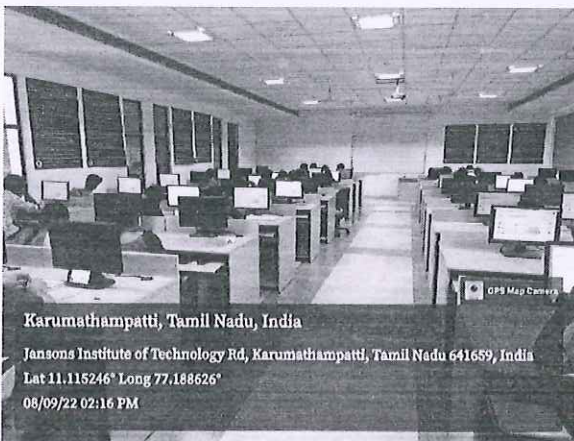 GPS Map Camera
Karumathampatti, Tamil Nadu, India
Jansons Institute of Technology Rd, Karumathampatti, Tamil Nadu 641659, India
Lat 11.115246° Long 77.188626°
08/09/22 02:16 PM